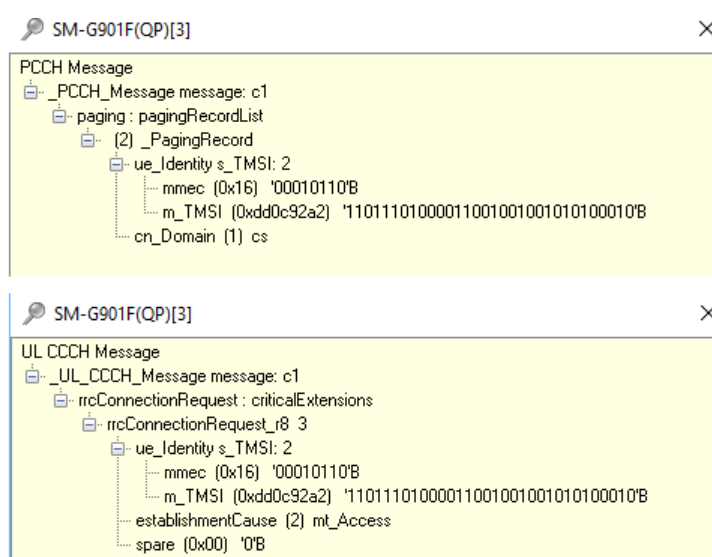 SM-G901F(QP)[3]
PCCH Message
_PCCH_Message message: c1
paging : pagingRecordList
(2) _PagingRecord
ue_Identity s_TMSI: 2
mmec (0x16) '00010110'B
m_TMSI (0xdd0c92a2) '11011101000011001001001010100010'B
cn_Domain (1) cs
SM-G901F(QP)[3]
UL CCCH Message
_UL_CCCH_Message message: c1
rrcConnectionRequest : criticalExtensions
rrcConnectionRequest_r8 3
ue_Identity s_TMSI: 2
mmec (0x16) '00010110'B
m_TMSI (0xdd0c92a2) '11011101000011001001001010100010'B
establishmentCause (2) mt_Access
spare (0x00) '0'B